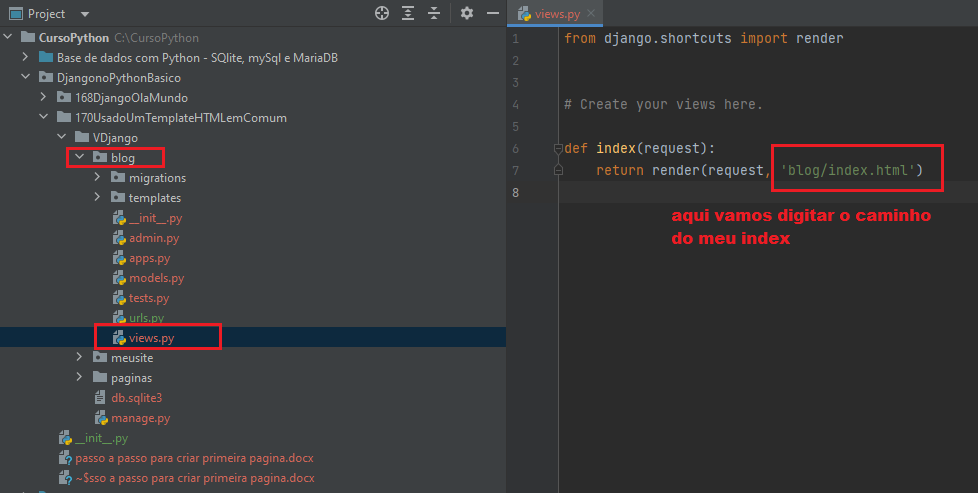 Project
CursoPython C:\CursoPython
Base de dados com Python - SQlite, mySql e MariaDB
DjangonoPythonBasico
168DjangoOlaMundo
170UsadoUmTemplateHTMLemComum
VDjango
blog
migrations
templates
__init__.py
admin.py
apps.py
models.py
tests.py
urls.py
views.py
meusite
paginas
db.sqlite3
manage.py
__init__.py
passo a passo para criar primeira pagina.docx
~$sso a passo para criar primeira pagina.docx
views.py
1 from django.shortcuts import render
2
3
4 # Create your views here.
5
6 def index(request):
7 return render(request, 'blog/index.html')
8
aqui vamos digitar o caminho
do meu index